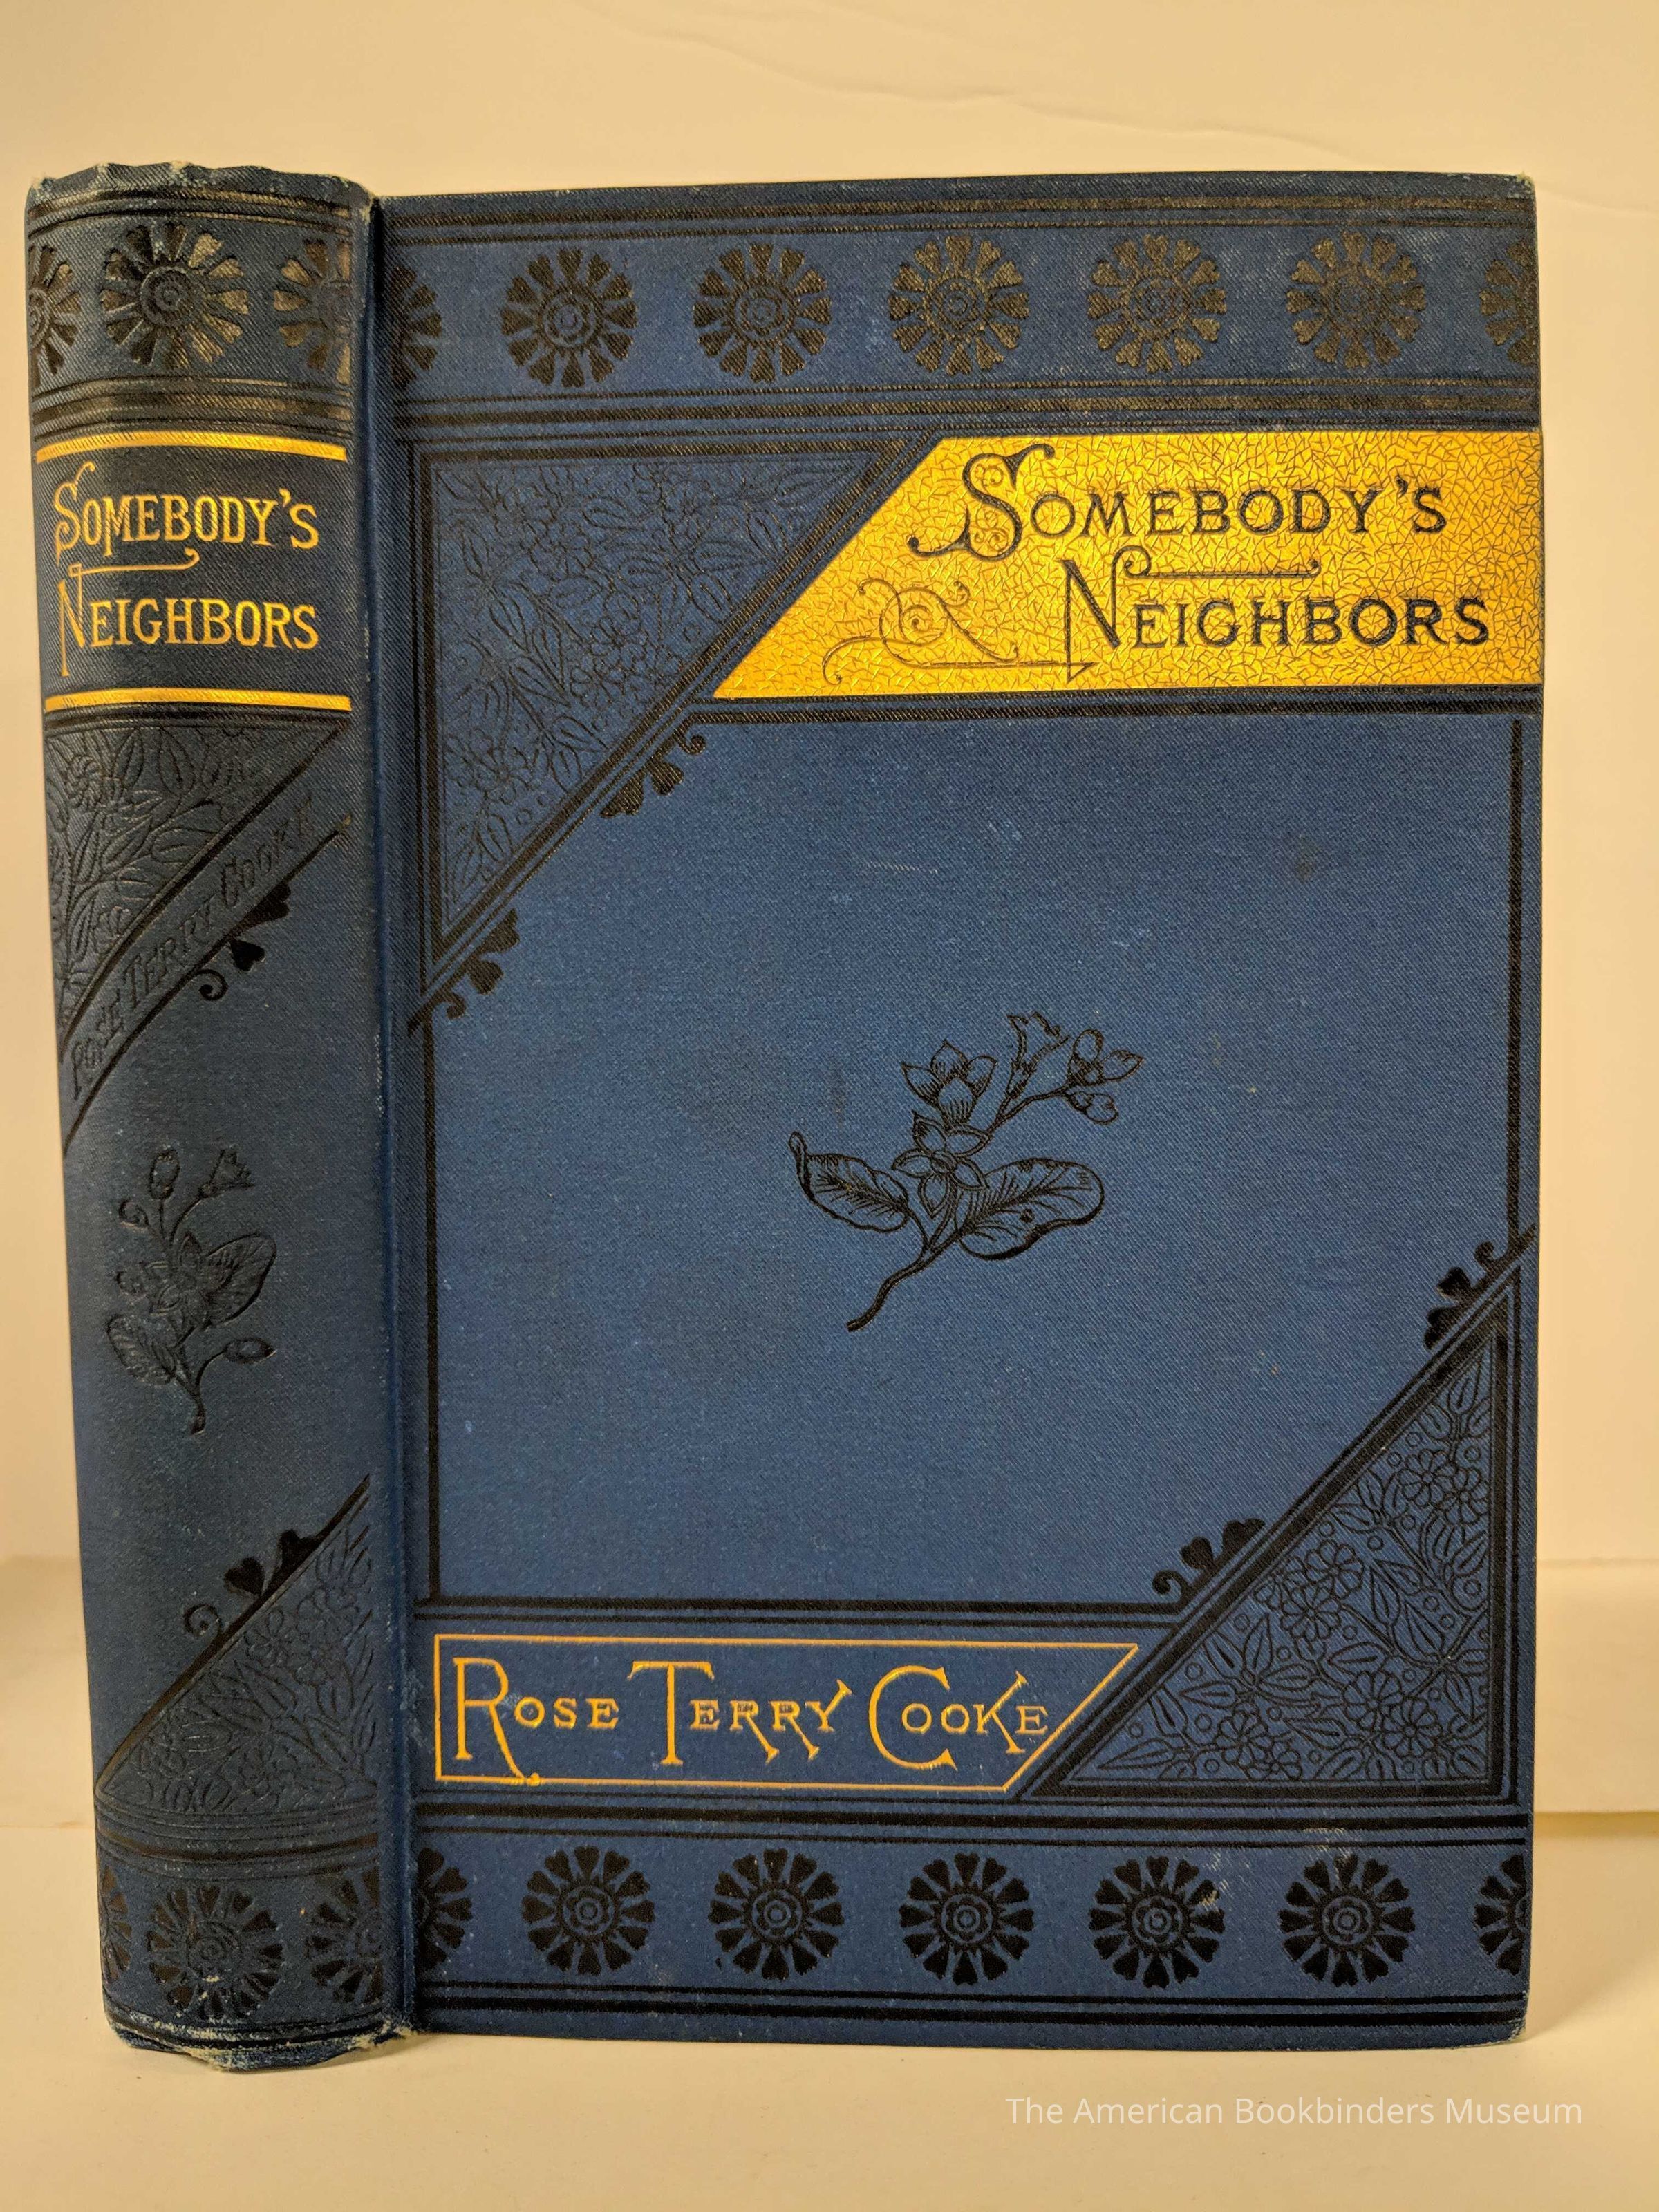 SOMEBODY'S
NEIGHBORS
ROSE TERRY COOKE
SOMEBODY'S
NEIGHBORS
ROSE TERRY COOKE
The American Bookbinders Museum